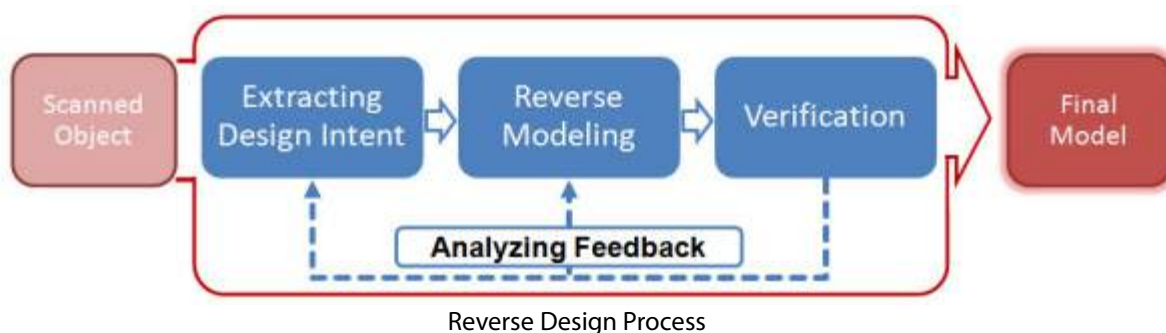 Scanned
Object
Extracting
Design Intent
Reverse
Modeling
Verification
Final
Model
Analyzing Feedback
Reverse Design Process